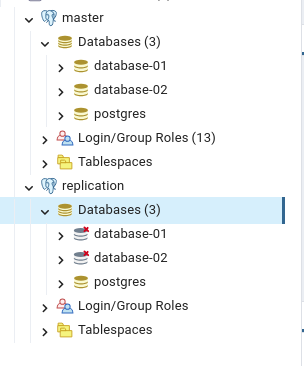 master
Databases (3)
database-01
database-02
postgres
Login/Group Roles (13)
Tablespaces
replication
Databases (3)
database-01
database-02
postgres
Login/Group Roles
Tablespaces